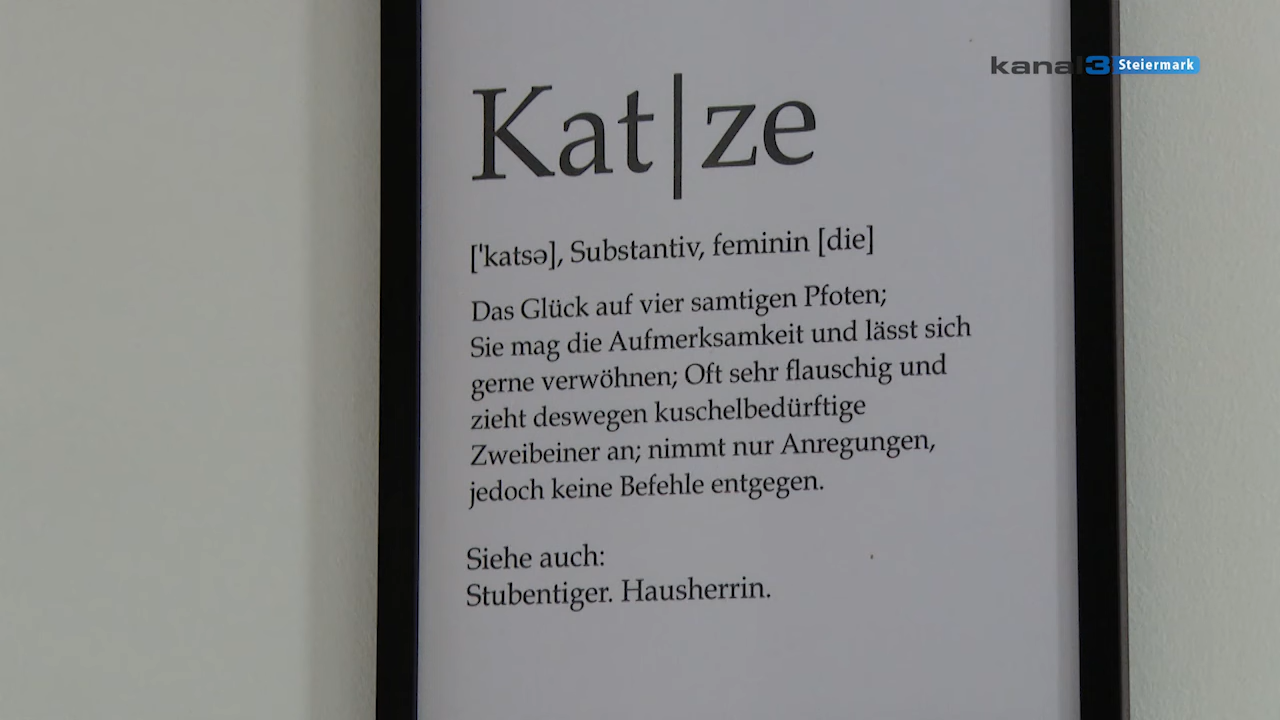 kanal3 Steiermark
Kat|ze
['katsə], Substantiv, feminin [die]
Das Glück auf vier samtigen Pfoten;
Sie mag die Aufmerksamkeit und lässt sich
gerne verwöhnen; Oft sehr flauschig und
zieht deswegen kuschelbedürftige
Zweibeiner an; nimmt nur Anregungen,
jedoch keine Befehle entgegen.
Siehe auch:
Stubentiger. Hausherrin.